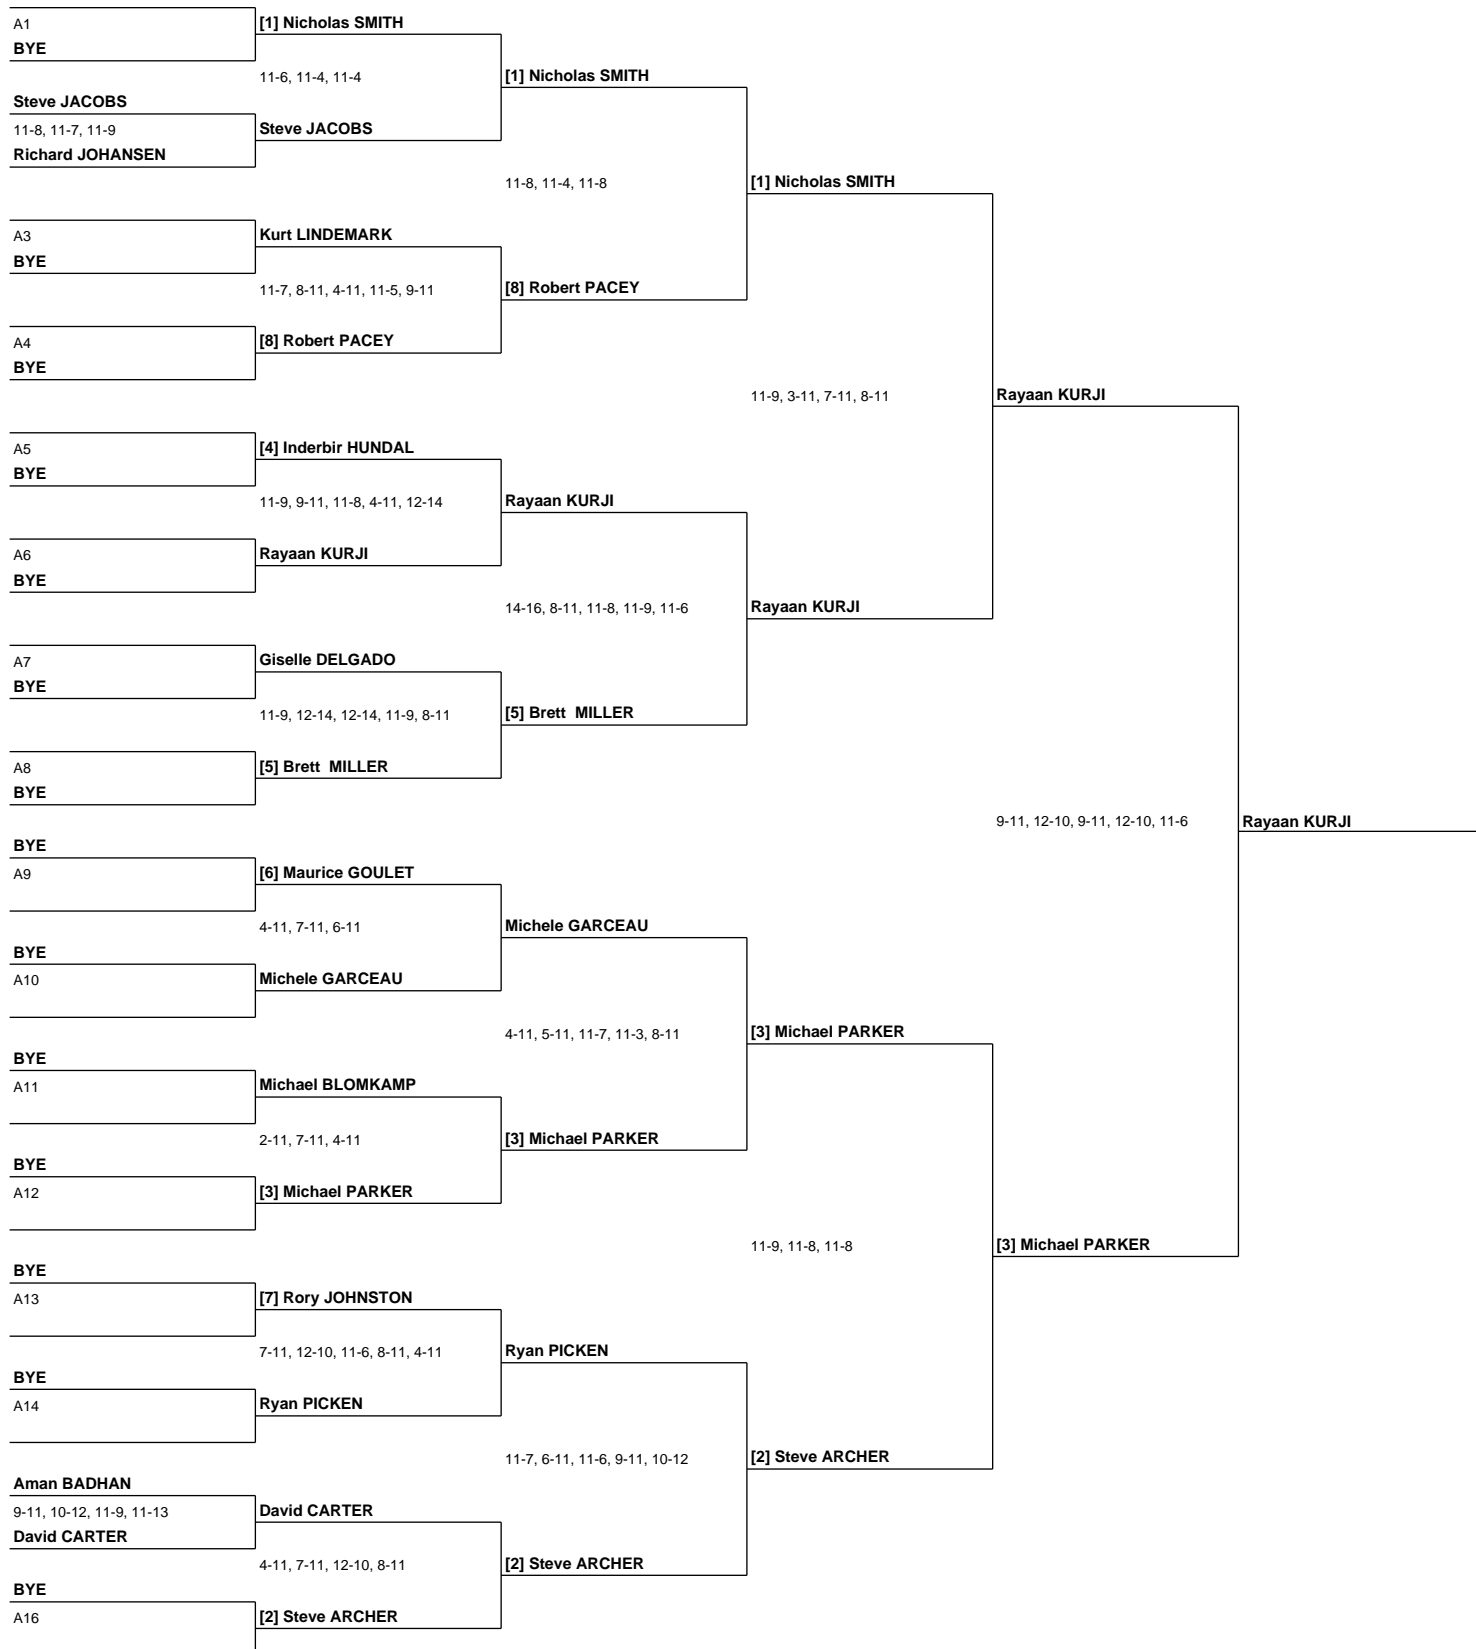 A1
BYE
[1] Nicholas SMITH
11-6, 11-4, 11-4
[1] Nicholas SMITH
Steve JACOBS
11-8, 11-7, 11-9
Richard JOHANSEN
Steve JACOBS
11-8, 11-4, 11-8
[1] Nicholas SMITH
A3
BYE
Kurt LINDEMARK
11-7, 8-11, 4-11, 11-5, 9-11
[8] Robert PACEY
A4
BYE
[8] Robert PACEY
11-9, 3-11, 7-11, 8-11
Rayaan KURJI
A5
BYE
[4] Inderbir HUNDAL
11-9, 9-11, 11-8, 4-11, 12-14
Rayaan KURJI
A6
BYE
Rayaan KURJI
14-16, 8-11, 11-8, 11-9, 11-6
Rayaan KURJI
A7
BYE
Giselle DELGADO
11-9, 12-14, 12-14, 11-9, 8-11
[5] Brett  MILLER
A8
BYE
[5] Brett  MILLER
9-11, 12-10, 9-11, 12-10, 11-6
Rayaan KURJI
BYE
A9
[6] Maurice GOULET
4-11, 7-11, 6-11
Michele GARCEAU
BYE
A10
Michele GARCEAU
4-11, 5-11, 11-7, 11-3, 8-11
[3] Michael PARKER
BYE
A11
Michael BLOMKAMP
2-11, 7-11, 4-11
[3] Michael PARKER
BYE
A12
[3] Michael PARKER
11-9, 11-8, 11-8
[3] Michael PARKER
BYE
A13
[7] Rory JOHNSTON
7-11, 12-10, 11-6, 8-11, 4-11
Ryan PICKEN
BYE
A14
Ryan PICKEN
11-7, 6-11, 11-6, 9-11, 10-12
[2] Steve ARCHER
Aman BADHAN
9-11, 10-12, 11-9, 11-13
David CARTER
David CARTER
4-11, 7-11, 12-10, 8-11
[2] Steve ARCHER
BYE
A16
[2] Steve ARCHER